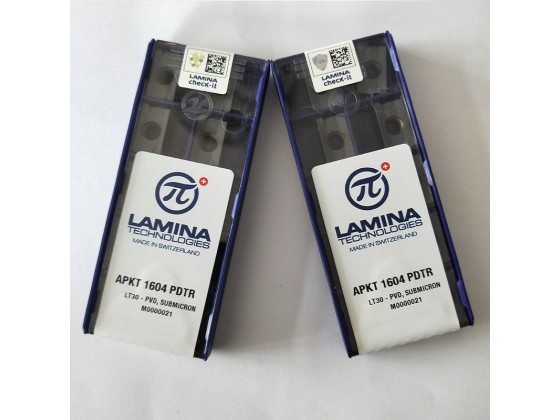 LAMINA
check-it
π
LAMINA
TECHNOLOGIES
MADE IN SWITZERLAND
APKT 1604 PDTR
LT30 - PVD, SUBMICRON
M0000021
LAMINA
check-it
π
LAMINA
TECHNOLOGIES
MADE IN SWITZERLAND
APKT 1604 PDTR
LT30 - PVD, SUBMICRON
M0000021